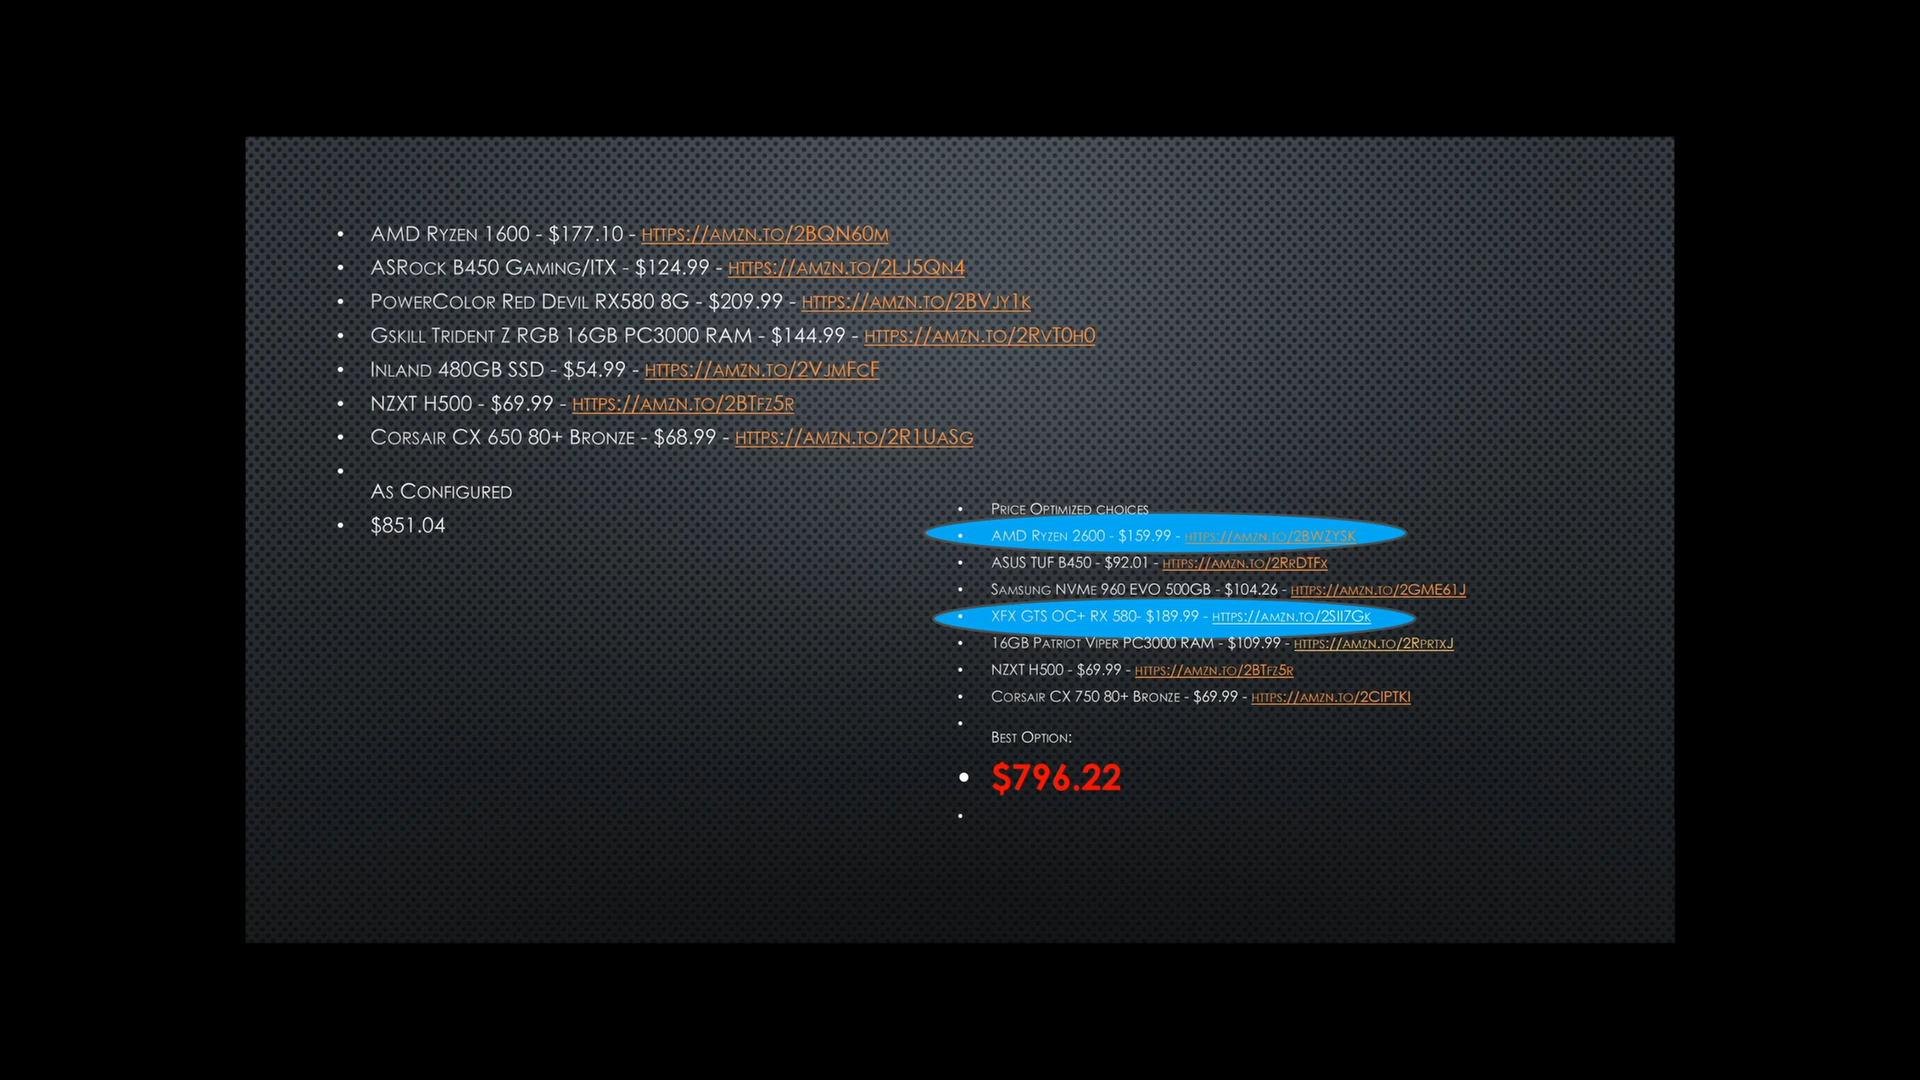 AMD Ryzen 1600 - $177.10 - https://amzn.to/2BQN60m
ASRock B450 Gaming/ITX - $124.99 - https://amzn.to/2LJ5Qn4
PowerColor Red Devil RX580 8G - $209.99 - https://amzn.to/2BVjy1k
Gskill Trident Z RGB 16GB PC3000 RAM - $144.99 - https://amzn.to/2RvT0h0
Inland 480GB SSD - $54.99 - https://amzn.to/2VjmFcF
NZXT H500 - $69.99 - https://amzn.to/2BTfz5r
Corsair CX 650 80+ Bronze - $68.99 - https://amzn.to/2R1UaSg
As Configured
$851.04
Price Optimized choices
AMD Ryzen 2600 - $159.99 - https://amzn.to/2BWZYSK
ASUS TUF B450 - $92.01 - https://amzn.to/2RrDTFx
Samsung NVMe 960 EVO 500GB - $104.26 - https://amzn.to/2GME61J
XFX GTS OC+ RX 580- $189.99 - https://amzn.to/2SII7Gk
16GB Patriot Viper PC3000 RAM - $109.99 - https://amzn.to/2RprtxJ
NZXT H500 - $69.99 - https://amzn.to/2BTfz5r
Corsair CX 750 80+ Bronze - $69.99 - https://amzn.to/2CIPTKI
Best Option:
$796.22